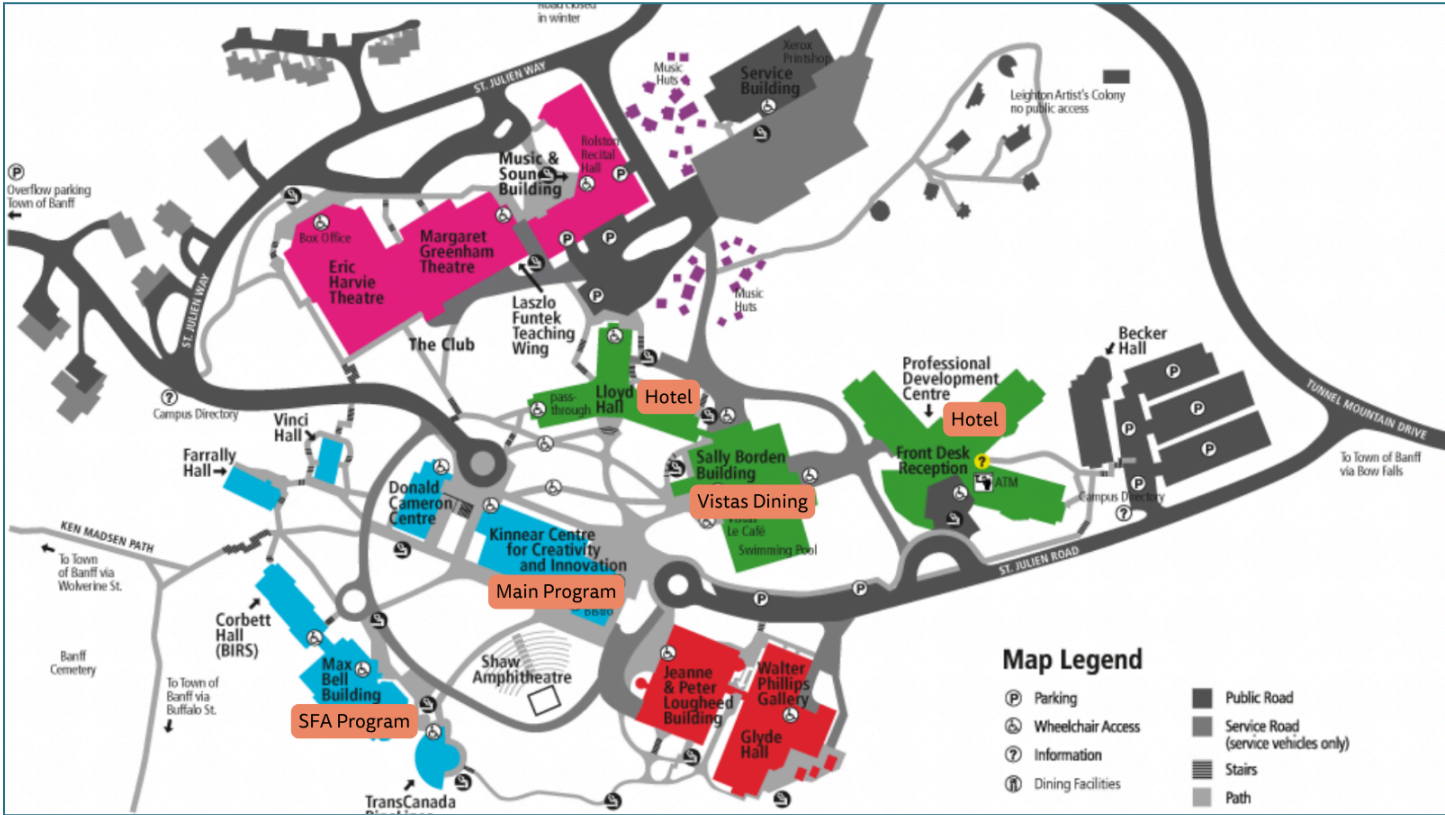 Road closed
in winter
ST. JULIEN WAY
Music
Huts
Xerox
Printshop
Service
Building
Leighton Artist's Colony
no public access
P
Overflow parking
Town of Banff
Music &
Sound
Building
Rolston
Recital
Hall
P
Box Office
Eric
Harvie
Theatre
Margaret
Greenham
Theatre
P
P
P
Laszlo
Funtek
Teaching
Wing
Music
Huts
ST. JULIEN WAY
The Club
?
Campus Directory
pass-
through
Lloyd
Hall
Hotel
Professional
Development
Centre
Hotel
Becker
Hall
P
P
P
P
P
TUNNEL MOUNTAIN DRIVE
To Town of Banff
via Bow Falls
Vinci
Hall
Farrally
Hall
Donald
Cameron
Centre
Sally Borden
Building
Vistas Dining
Vistas
Le Café
Swimming Pool
Front Desk
Reception
?
ATM
Campus Directory
?
ST. JULIEN ROAD
P
P
KEN MADSEN PATH
To Town
of Banff via
Wolverine St.
Kinnear Centre
for Creativity
and Innovation
Main Program
Bistro
Corbett
Hall
(BIRS)
Banff
Cemetery
To Town of
Banff via
Buffalo St.
Max
Bell
Building
SFA Program
Shaw
Amphitheatre
Jeanne
& Peter
Lougheed
Building
Walter
Phillips
Gallery
Glyde
Hall
TransCanada
Map Legend
P Parking
Wheelchair Access
? Information
Dining Facilities
Public Road
Service Road
(service vehicles only)
Stairs
Path